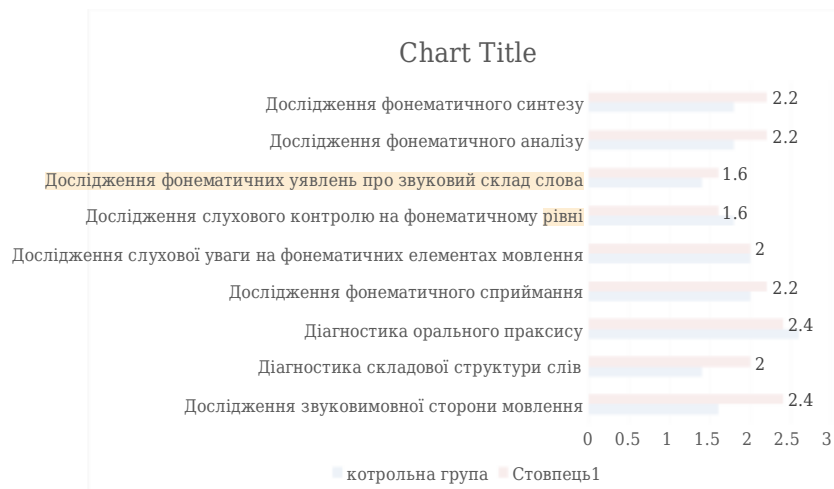 Chart Title
Дослідження фонематичного синтезу
2.2
Дослідження фонематичного аналізу
2.2
Дослідження фонематичних уявлень про звуковий склад слова
1.6
Дослідження слухового контролю на фонематичному рівні
1.6
Дослідження слухової уваги на фонематичних елементах мовлення
2
Дослідження фонематичного сприймання
2.2
Діагностика орального праксису
2.4
Діагностика складової структури слів
2
Дослідження звуковимовної сторони мовлення
2.4
0 0.5 1 1.5 2 2.5 3
котрольна група Стовпець1